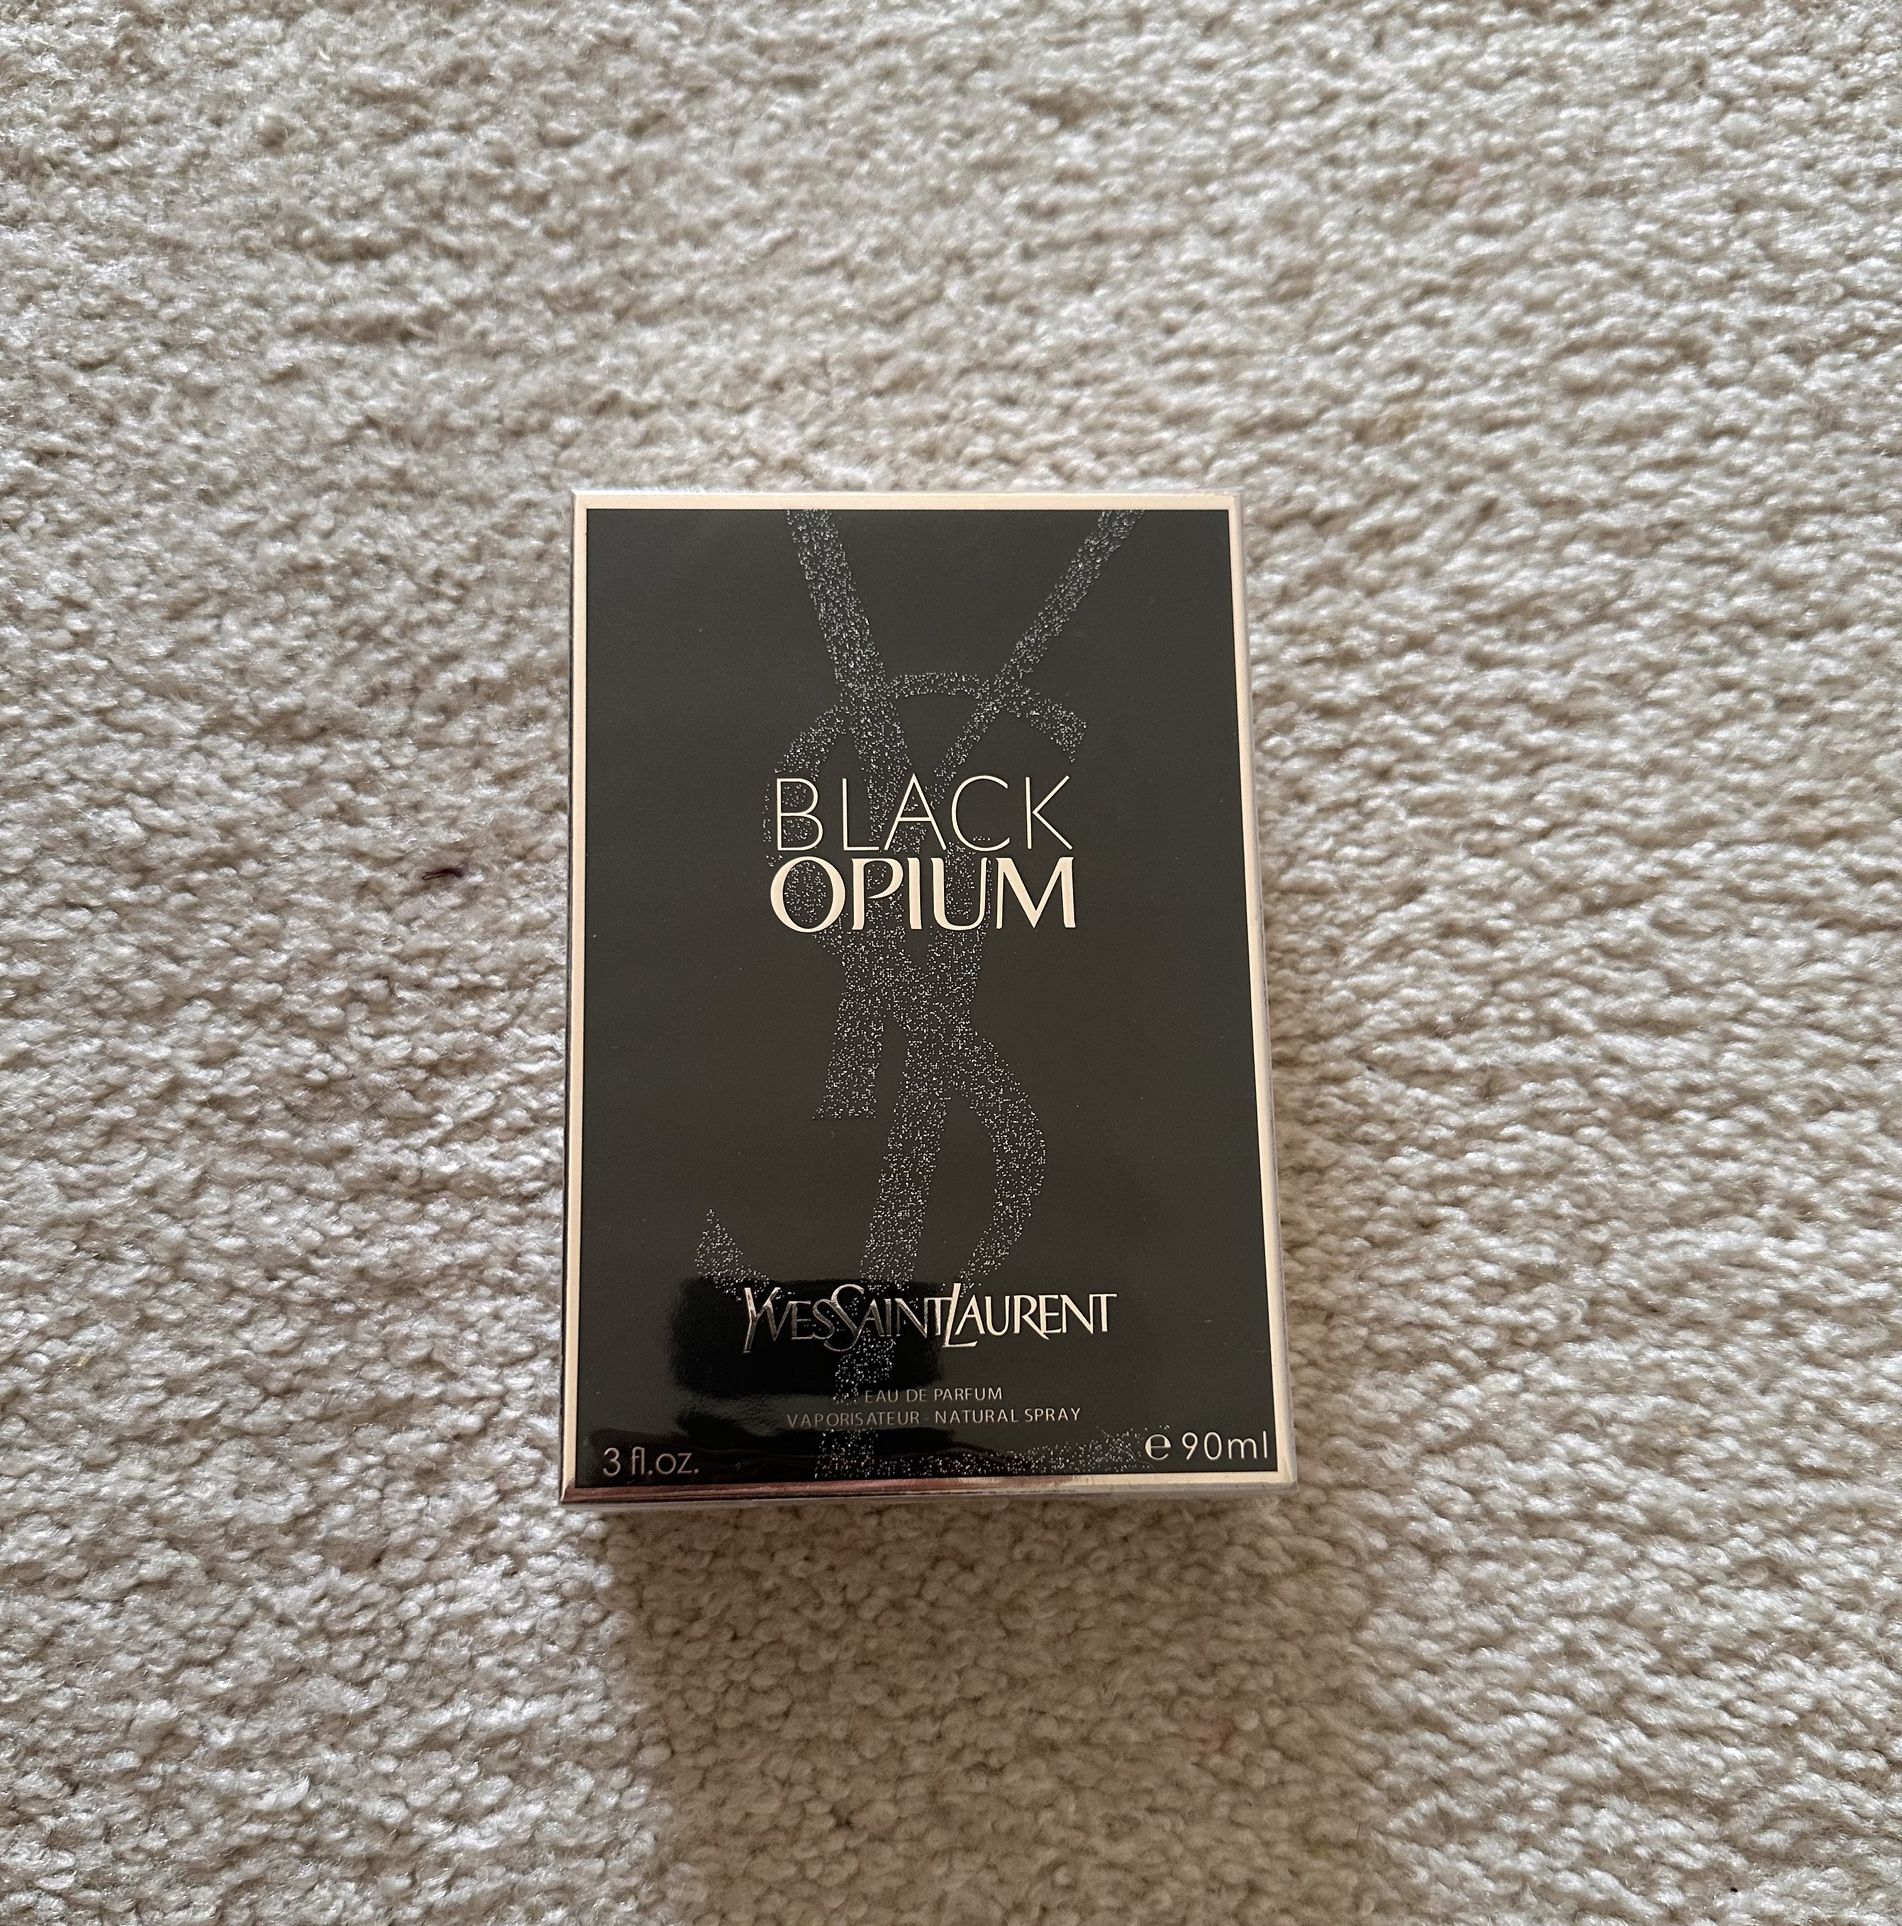 BLACK
OPIUM
YVESSAINTLAURENT
EAU DE PARFUM
VAPORISATEUR - NATURAL SPRAY
3 fl.oz.
e 90ml